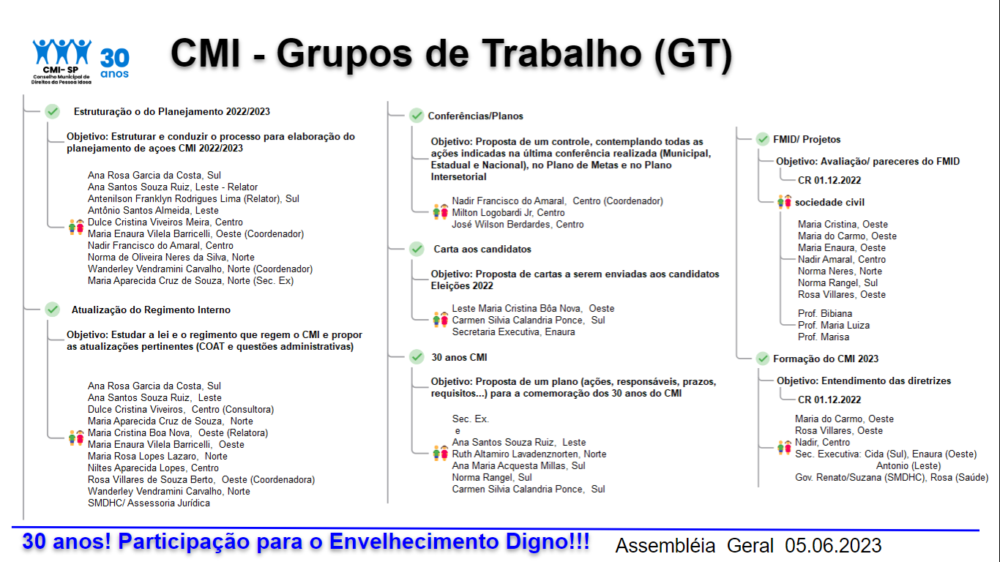 CMI- SP
Conselho Municipal de
Direitos da Pessoa Idosa
30
anos
CMI - Grupos de Trabalho (GT)
Estruturação o do Planejamento 2022/2023
Objetivo: Estruturar e conduzir o processo para elaboração do
planejamento de açoes CMI 2022/2023
Ana Rosa Garcia da Costa, Sul
Ana Santos Souza Ruiz, Leste - Relator
Antenilson Franklyn Rodrigues Lima (Relator), Sul
Antônio Santos Almeida, Leste
Dulce Cristina Viveiros Meira, Centro
Maria Enaura Vilela Barricelli, Oeste (Coordenador)
Nadir Francisco do Amaral, Centro
Norma de Oliveira Neres da Silva, Norte
Wanderley Vendramini Carvalho, Norte (Coordenador)
Maria Aparecida Cruz de Souza, Norte (Sec. Ex)
Atualização do Regimento Interno
Objetivo: Estudar a lei e o regimento que regem o CMI e propor
as atualizações pertinentes (COAT e questões administrativas)
Ana Rosa Garcia da Costa, Sul
Ana Santos Souza Ruiz, Leste
Dulce Cristina Viveiros, Centro (Consultora)
Maria Aparecida Cruz de Souza, Norte
Maria Cristina Boa Nova, Oeste (Relatora)
Maria Enaura Vilela Barricelli, Oeste
Maria Rosa Lopes Lazaro, Norte
Niltes Aparecida Lopes, Centro
Rosa Villares de Souza Berto, Oeste (Coordenadora)
Wanderley Vendramini Carvalho, Norte
SMDHC/ Assessoria Jurídica
Conferências/Planos
Objetivo: Proposta de um controle, contemplando todas as
ações indicadas na última conferência realizada (Municipal,
Estadual e Nacional), no Plano de Metas e no Plano
Intersetorial
Nadir Francisco do Amaral, Centro (Coordenador)
Milton Logobardi Jr, Centro
José Wilson Berdardes, Centro
Carta aos candidatos
Objetivo: Proposta de cartas a serem enviadas aos candidatos
Eleições 2022
Leste Maria Cristina Bôa Nova, Oeste
Carmen Silvia Calandria Ponce, Sul
Secretaria Executiva, Enaura
30 anos CMI
Objetivo: Proposta de um plano (ações, responsáveis, prazos,
requisitos...) para a comemoração dos 30 anos do CMI
Sec. Ex.
e
Ana Santos Souza Ruiz, Leste
Ruth Altamiro Lavadenznorten, Norte
Ana Maria Acquesta Millas, Sul
Norma Rangel, Sul
Carmen Silvia Calandria Ponce, Sul
FMID/ Projetos
Objetivo: Avaliação/ pareceres do FMID
CR 01.12.2022
sociedade civil
Maria Cristina, Oeste
Maria do Carmo, Oeste
Maria Enaura, Oeste
Nadir Amaral, Centro
Norma Neres, Norte
Norma Rangel, Sul
Rosa Villares, Oeste
Prof. Bibiana
Prof. Maria Luiza
Prof. Marisa
Formação do CMI 2023
Objetivo: Entendimento das diretrizes
CR 01.12.2022
Maria do Carmo, Oeste
Rosa Villares, Oeste
Nadir, Centro
Sec. Executiva: Cida (Sul), Enaura (Oeste)
Antonio (Leste)
Gov. Renato/Suzana (SMDHC), Rosa (Saúde)
30 anos! Participação para o Envelhecimento Digno!!!
Assembléia Geral 05.06.2023